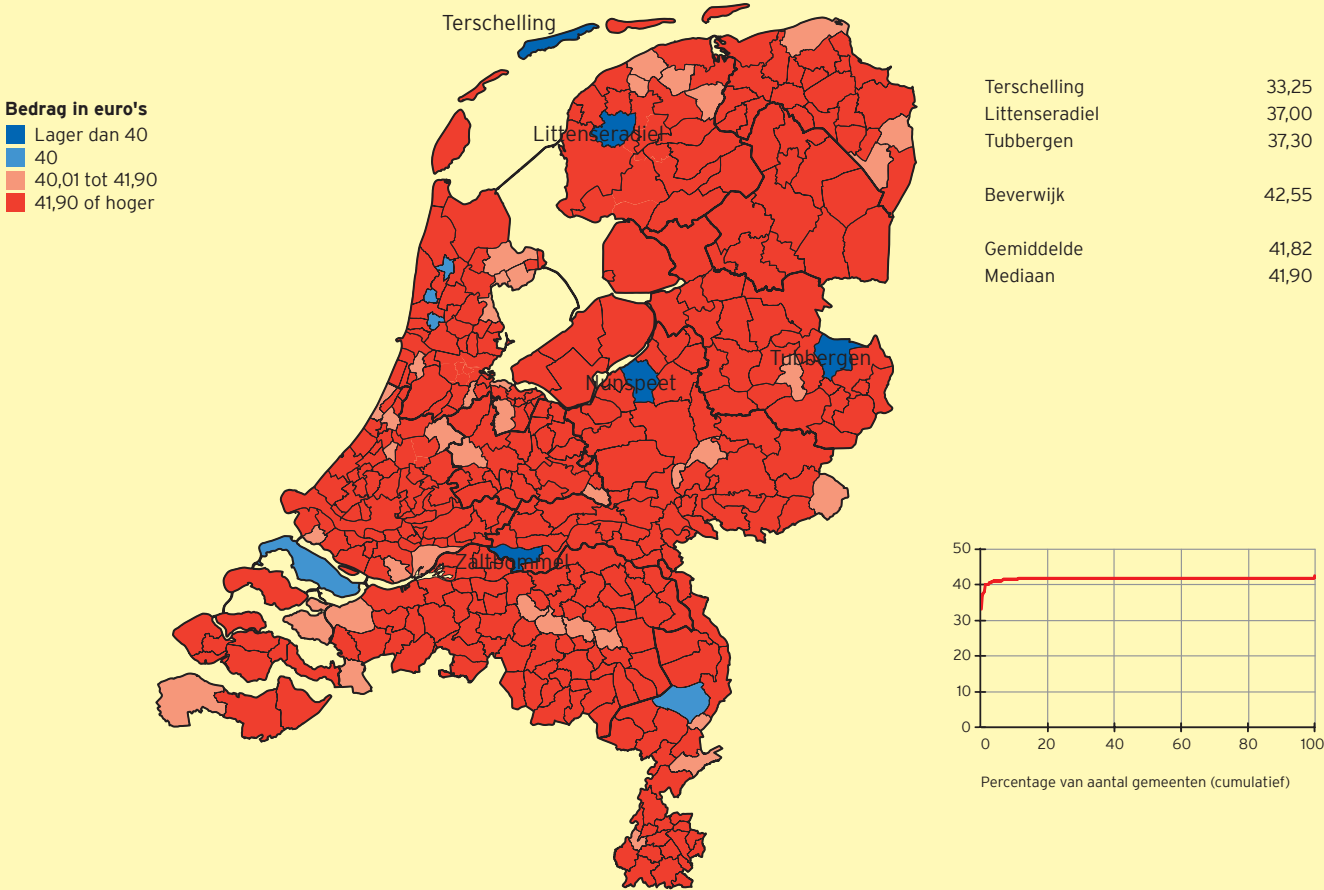 Terschelling
Bedrag in euro's
Lager dan 40
40
40,01 tot 41,90
41,90 of hoger
Littenseradiel
Tubbergen
Nunspeet
Zaltbommel
Terschelling 33,25
Littenseradiel 37,00
Tubbergen 37,30
Beverwijk 42,55
Gemiddelde 41,82
Mediaan 41,90
50
40
30
20
10
0
0 20 40 60 80 100
Percentage van aantal gemeenten (cumulatief)